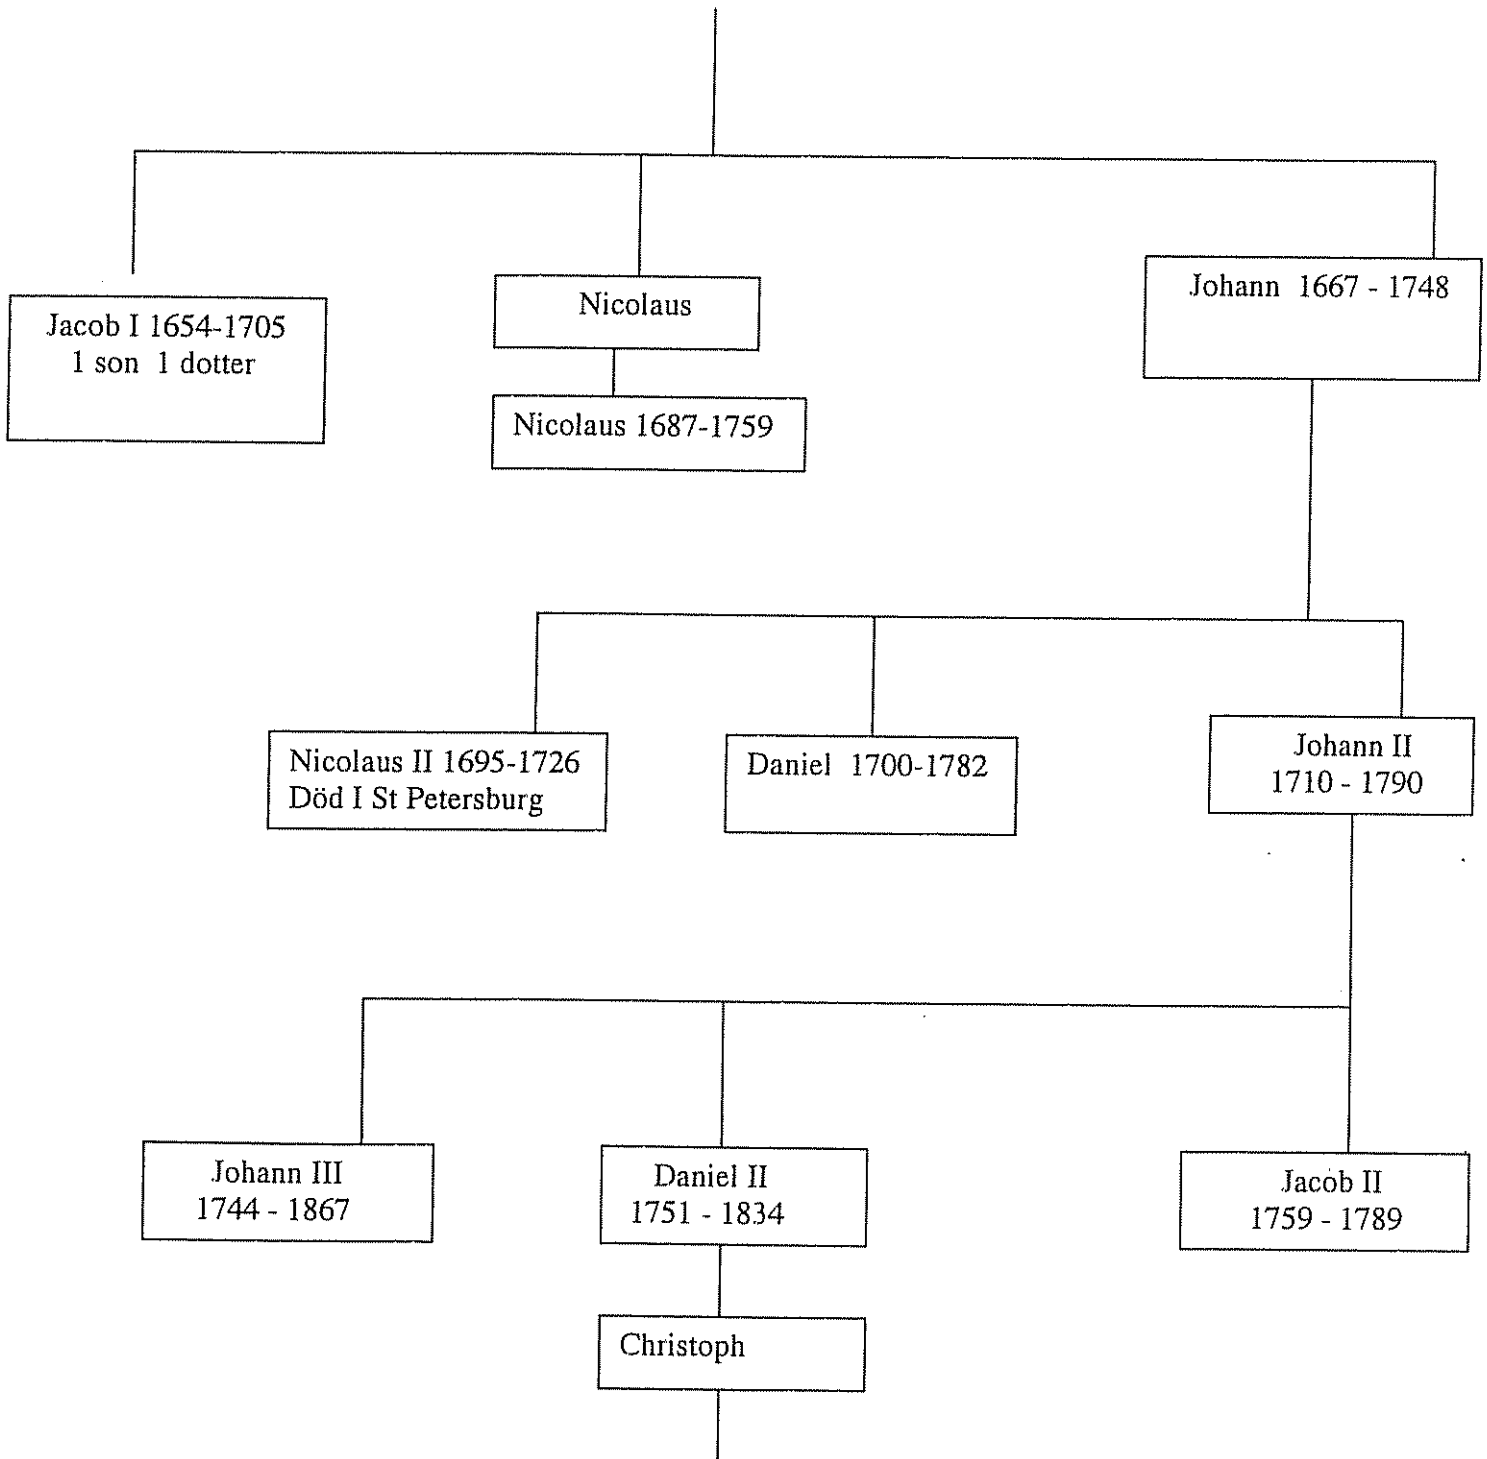 Jacob I 1654-1705
1 son 1 dotter
Nicolaus
Nicolaus 1687-1759
Johann 1667 - 1748
Nicolaus II 1695-1726
Död I St Petersburg
Daniel 1700-1782
Johann II
1710 - 1790
Johann III
1744 - 1867
Daniel II
1751 - 1834
Jacob II
1759 - 1789
Christoph